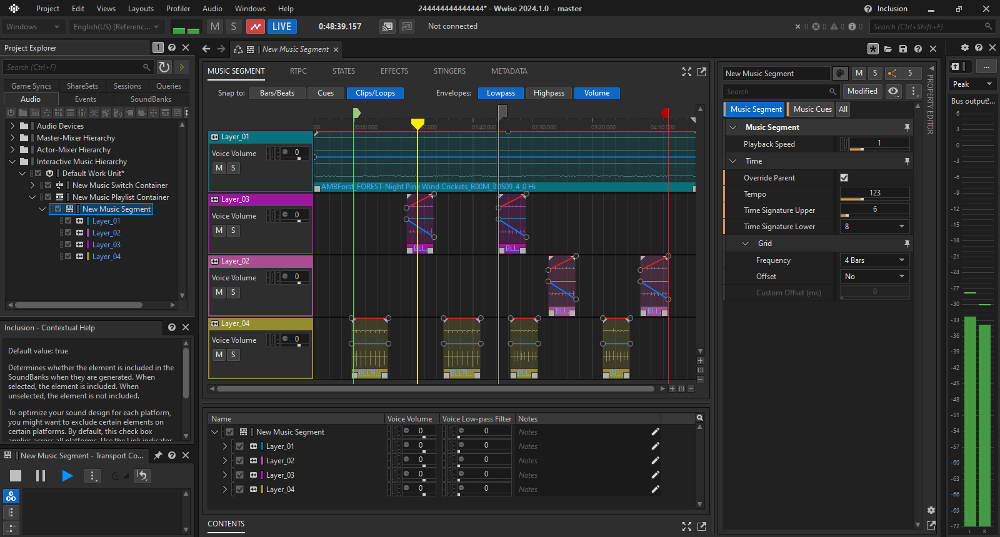 Project Edit Views Layouts Profiler Audio Windows Help
244444444444444* - Wwise 2024.1.0 - master
Inclusion
Windows
English(US) (Referenc...
M S
LIVE
0:48:39.157
Not connected
0 0 0 0
Search (Ctrl+Shift+F)
Project Explorer
1
Search (Ctrl+F)
Game Syncs ShareSets Sessions Queries
Audio Events SoundBanks
Audio Devices
Master-Mixer Hierarchy
Actor-Mixer Hierarchy
Interactive Music Hierarchy
Default Work Unit*
New Music Switch Container
New Music Playlist Container
New Music Segment
Layer_01
Layer_02
Layer_03
Layer_04
Inclusion - Contextual Help
Default value: true
Determines whether the element is included in the
SoundBanks when they are generated. When
selected, the element is included. When
unselected, the element is not included.
To optimize your sound design for each platform,
you might want to exclude certain elements on
certain platforms. By default, this check box
applies across all platforms. Use the Link indicator
New Music Segment - Transport Co...
New Music Segment
MUSIC SEGMENT RTPC STATES EFFECTS STINGERS METADATA
Snap to: Bars/Beats Cues Clips/Loops Envelopes: Lowpass Highpass Volume
00 00:00.000 01:40.000 02:30.000 03:20.000 04:10.000
Layer_01
Voice Volume 0
M S
AMBForst_FOREST-Night Pine Wind Crickets_B00M_3DS09_4_0 Hi
Layer_03
Voice Volume 0
M S
BLL. BLL.
Layer_02
Voice Volume 0
M S
BLL. BLL.
Layer_04
Voice Volume 0
M S
BLLTI... BLLTI... BLL. BLL.
Name Voice Volume Voice Low-pass Filter Notes
New Music Segment 0 0 Notes
Layer_01 0 0 Notes
Layer_02 0 0 Notes
Layer_03 0 0 Notes
Layer_04 0 0 Notes
CONTENTS
New Music Segment
M S
5
Search
Modified
Music Segment Music Cues All
Music Segment
Playback Speed 1
Time
Override Parent
Tempo 123
Time Signature Upper 6
Time Signature Lower 8
Grid
Frequency 4 Bars
Offset No
Custom Offset (ms) 0
PROPERTY EDITOR
...
Peak
Bus output:...
6
3
0
-3
-6
-9
-12
-15
-18
-21
-24
-27
-30
-33
-36
-39
-42
-45
-48
-51
-54
-57
-60
-63
-66
-69
-72
L R